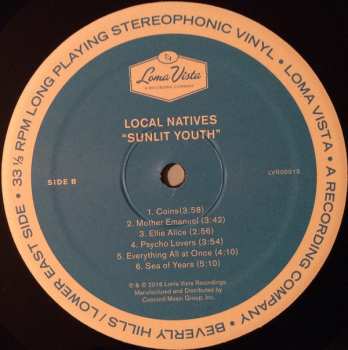 33 ⅓ RPM LONG PLAYING STEREOPHONIC VINYL • LOMA VISTA • A RECORDING COMPANY • BEVERLY HILLS / LOWER EAST SIDE •
Loma Vista
A RECORDING COMPANY
LOCAL NATIVES
"SUNLIT YOUTH"
SIDE B
LVR00013
1. Coins(3:58)
2. Mother Emanuel (3:42)
3. Ellie Alice (2:56)
4. Psycho Lovers (3:54)
5. Everything All at Once (4:10)
6. Sea of Years (5:10)
℗ & © 2016 Loma Vista Recordings.
Manufactured and Distributed by
Concord Music Group, Inc.